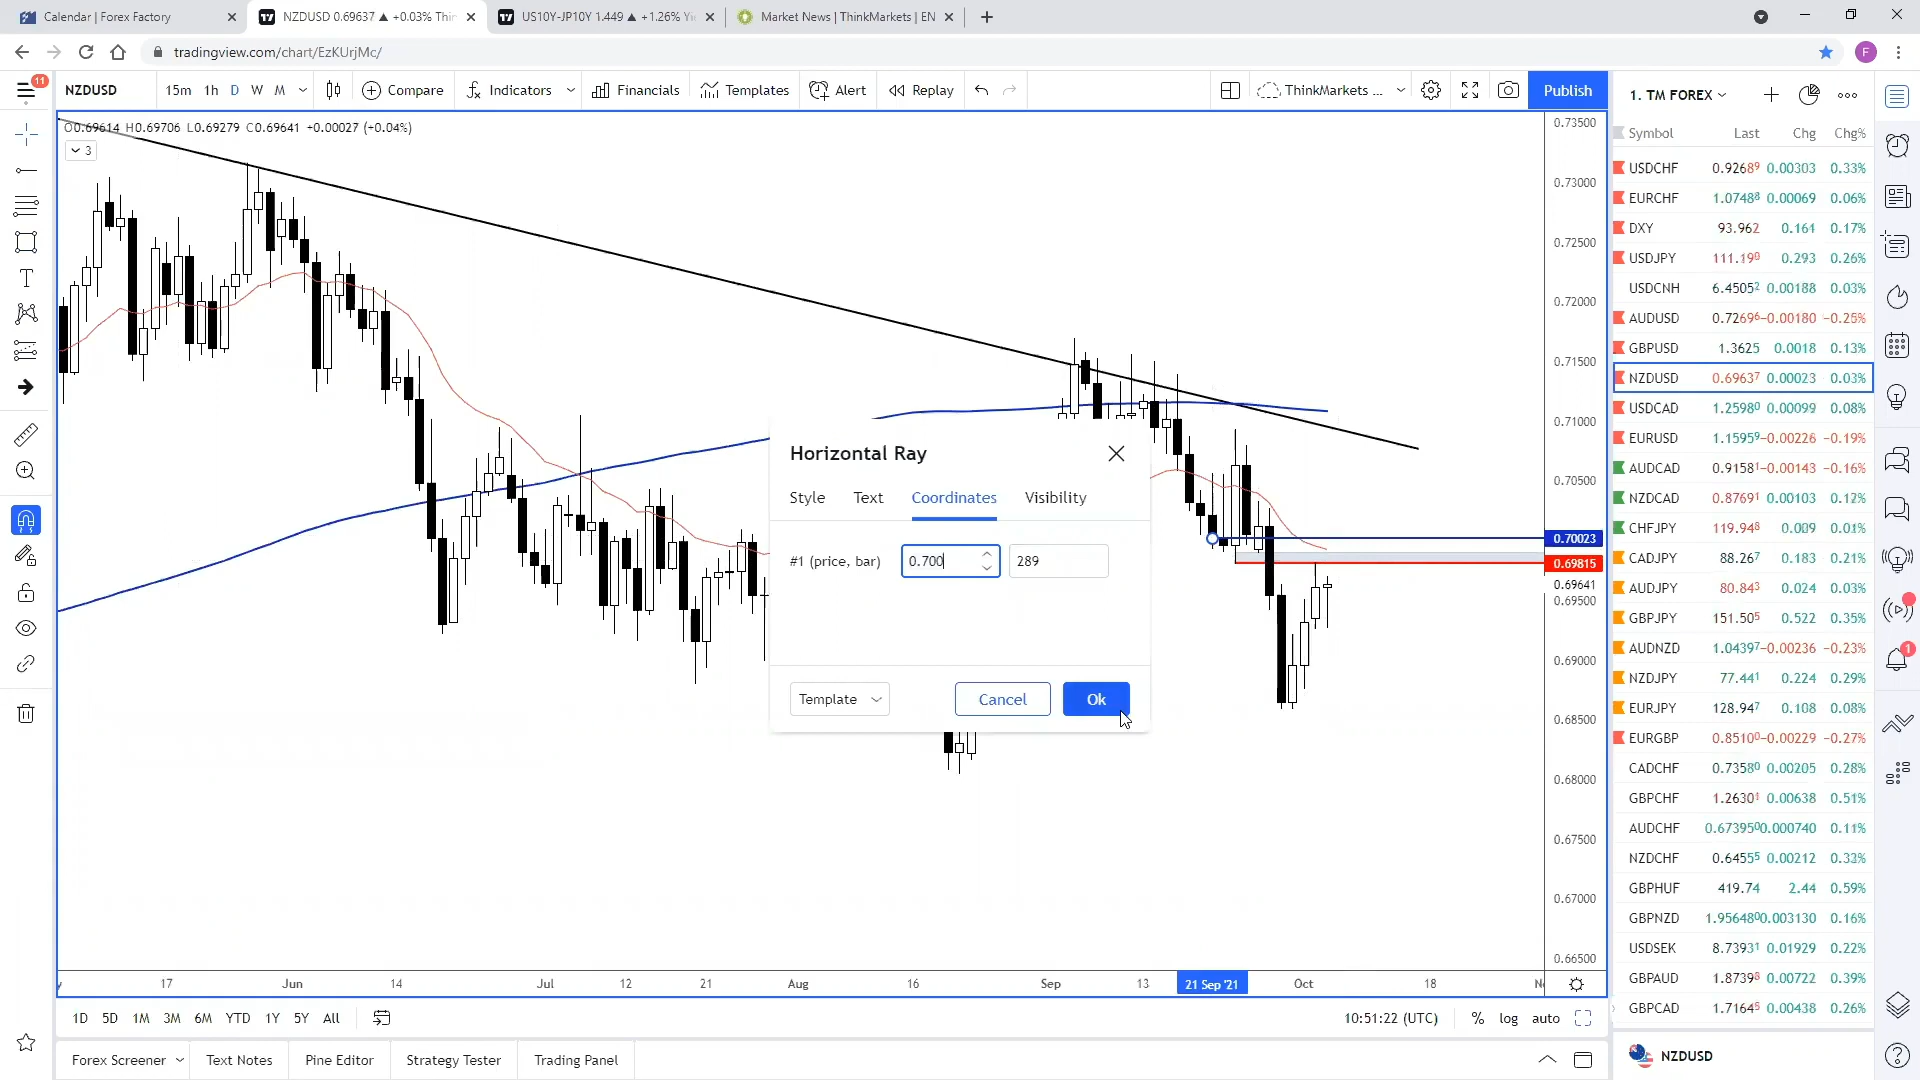 Calendar | Forex Factory
NZDUSD 0.69637 ▲ +0.03% Thin
US10Y-JP10Y 1.449 ▲ +1.26% Yi
Market News | ThinkMarkets | EN
tradingview.com/chart/EzKUrjMc/
F
11
NZDUSD 15m 1h D W M Compare Indicators Financials Templates Alert Replay ThinkMarkets ... Publish
O0.69614 H0.69706 L0.69279 C0.69641 +0.00027 (+0.04%)
3
0.73500
0.73000
0.72500
0.72000
0.71500
0.71000
0.70500
0.70023
0.69815
0.69641
0.69500
0.69000
0.68500
0.68000
0.67500
0.67000
0.66500
Horizontal Ray
Style Text Coordinates Visibility
#1 (price, bar) 0.700 289
Template Cancel Ok
17 Jun 14 Jul 12 21 Aug 16 Sep 13 21 Sep '21 Oct 18
1D 5D 1M 3M 6M YTD 1Y 5Y All 10:51:22 (UTC) % log auto
Forex Screener Text Notes Pine Editor Strategy Tester Trading Panel
1. TM FOREX
Symbol Last Chg Chg%
USDCHF 0.92689 0.00303 0.33%
EURCHF 1.07488 0.00069 0.06%
DXY 93.962 0.161 0.17%
USDJPY 111.190 0.293 0.26%
USDCNH 6.45052 0.00188 0.03%
AUDUSD 0.72696 −0.00180 −0.25%
GBPUSD 1.3625 0.0018 0.13%
NZDUSD 0.69637 0.00023 0.03%
USDCAD 1.25980 0.00099 0.08%
EURUSD 1.15959 −0.00226 −0.19%
AUDCAD 0.91581 −0.00143 −0.16%
NZDCAD 0.87691 0.00103 0.12%
CHFJPY 119.948 0.009 0.01%
CADJPY 88.267 0.183 0.21%
AUDJPY 80.843 0.024 0.03%
GBPJPY 151.505 0.522 0.35%
AUDNZD 1.04397 −0.00236 −0.23%
NZDJPY 77.441 0.224 0.29%
EURJPY 128.947 0.108 0.08%
EURGBP 0.85100 −0.00229 −0.27%
CADCHF 0.73580 0.00205 0.28%
GBPCHF 1.26301 0.00638 0.51%
AUDCHF 0.673950 0.000740 0.11%
NZDCHF 0.64555 0.00212 0.33%
GBPHUF 419.74 2.44 0.59%
GBPNZD 1.956480 0.003130 0.16%
USDSEK 8.73931 0.01929 0.22%
GBPAUD 1.87398 0.00722 0.39%
GBPCAD 1.71645 0.00438 0.26%
NZDUSD
1